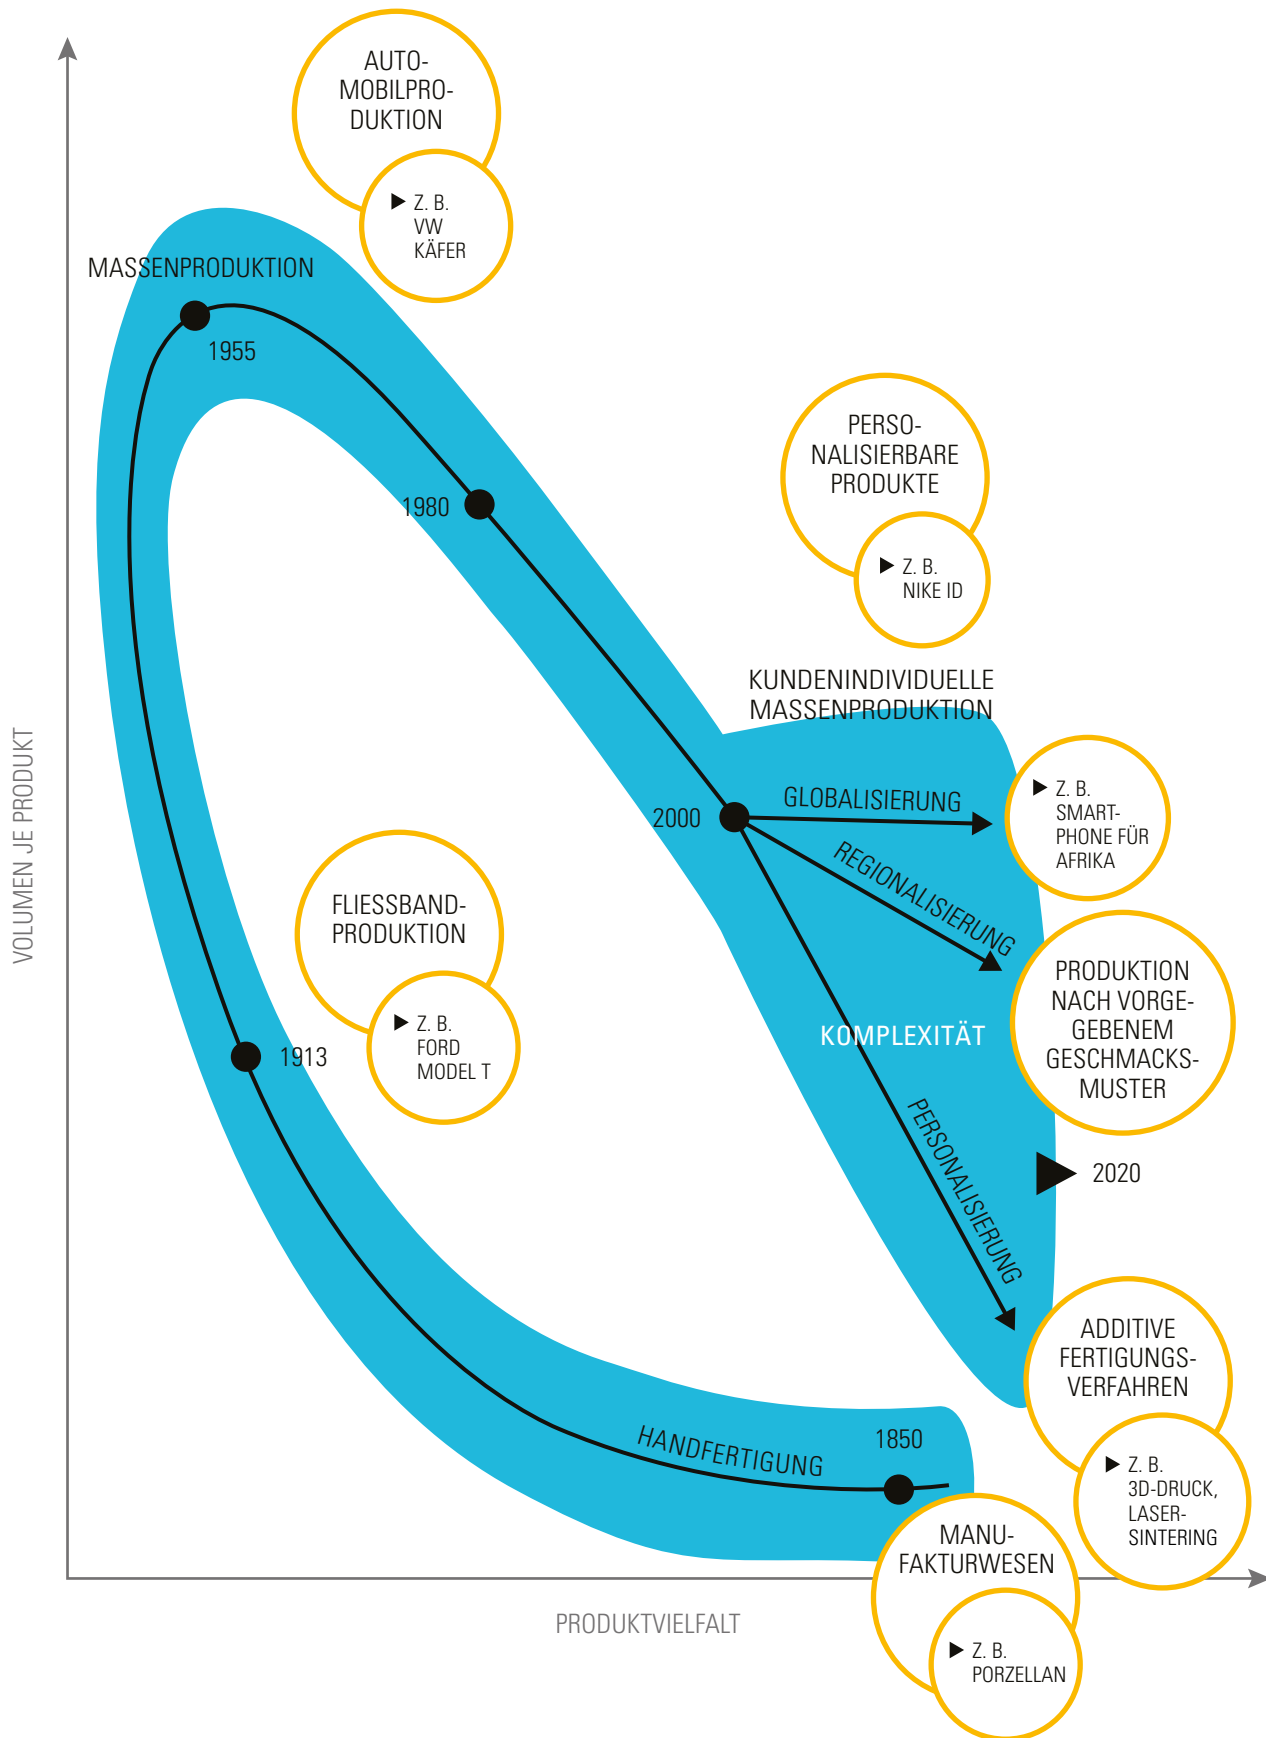 AUTO-
MOBILPRO-
DUKTION
► Z. B.
VW
KÄFER
MASSENPRODUKTION
1955
1980
PERSO-
NALISIERBARE
PRODUKTE
► Z. B.
NIKE ID
KUNDENINDIVIDUELLE
MASSENPRODUKTION
VOLUMEN JE PRODUKT
2000
GLOBALISIERUNG
► Z. B.
SMART-
PHONE FÜR
AFRIKA
REGIONALISIERUNG
FLIESSBAND-
PRODUKTION
► Z. B.
FORD
MODEL T
1913
PRODUKTION
NACH VORGE-
GEBENEM
GESCHMACKS-
MUSTER
KOMPLEXITÄT
PERSONALISIERUNG
2020
ADDITIVE
FERTIGUNGS-
VERFAHREN
► Z. B.
3D-DRUCK,
LASER-
SINTERING
HANDFERTIGUNG
1850
MANU-
FAKTURWESEN
► Z. B.
PORZELLAN
PRODUKTVIELFALT